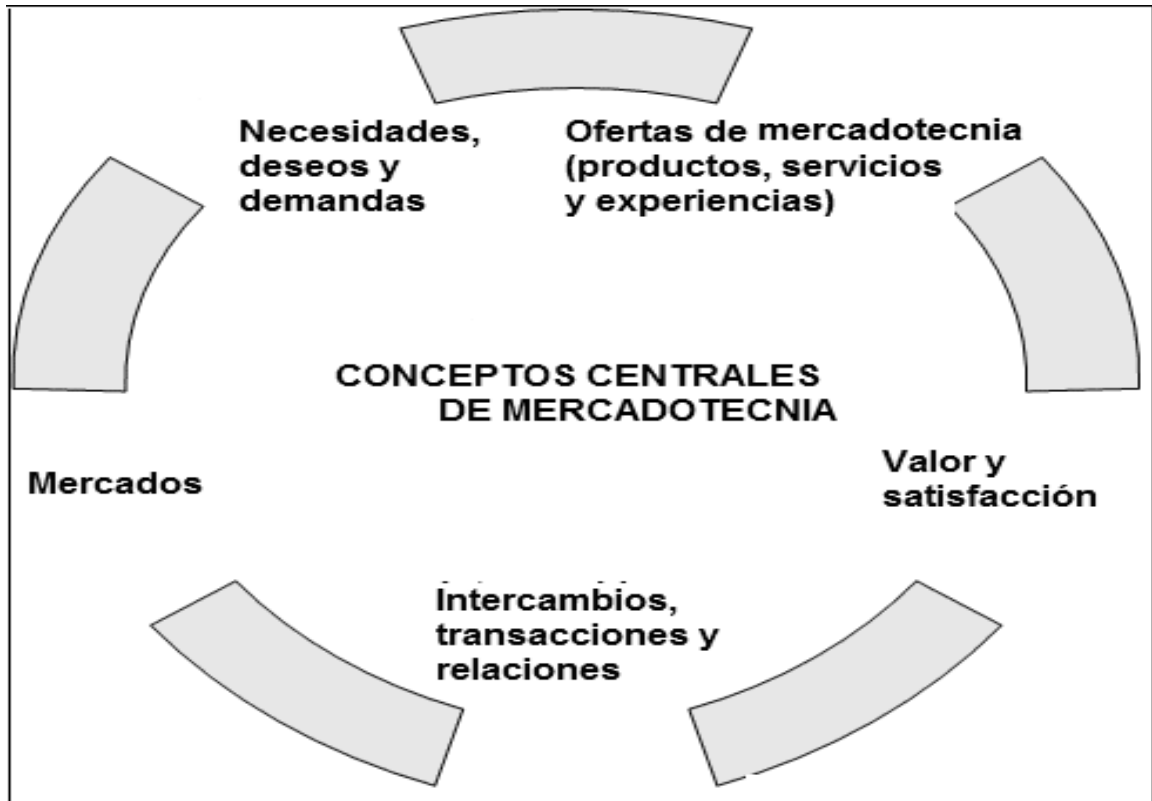 Necesidades,
deseos y
demandas
Ofertas de mercadotecnia
(productos, servicios
y experiencias)
CONCEPTOS CENTRALES
DE MERCADOTECNIA
Mercados
Valor y
satisfacción
Intercambios,
transacciones y
relaciones